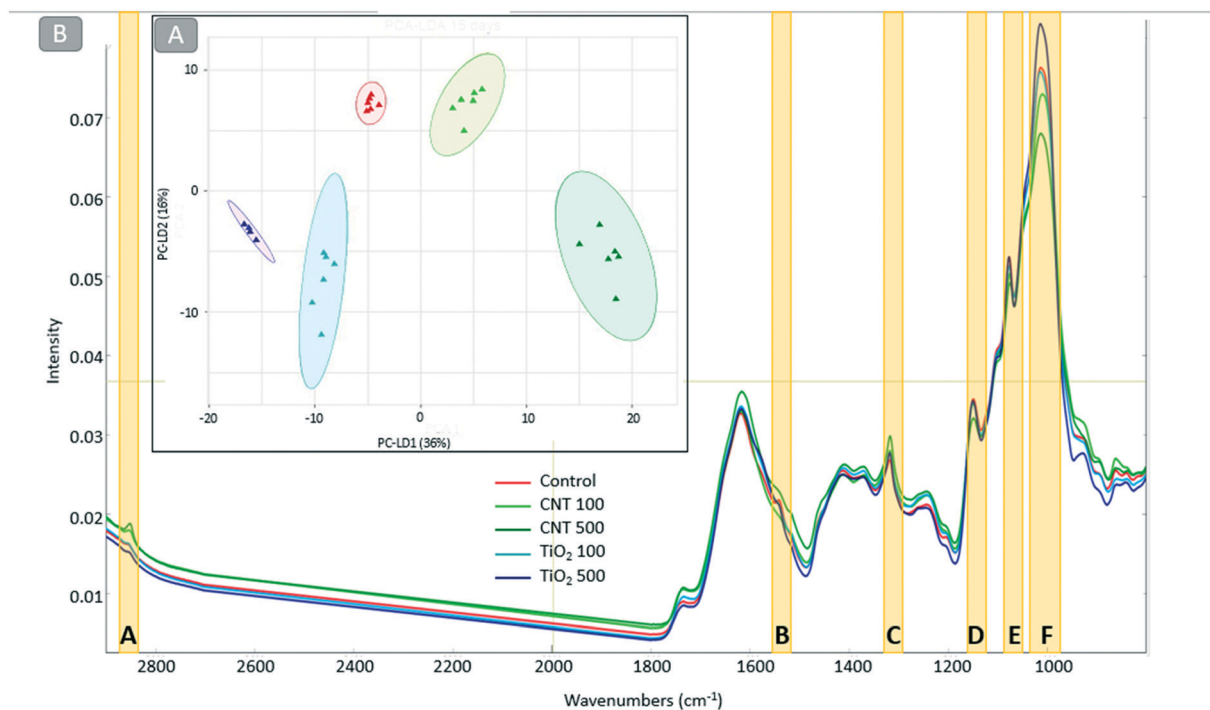 B
A
PCA-LDA 15 days
10
0
-10
PC-LD2 (16%)
-20
-10
0
10
20
PC-LD1 (36%)
0.07
0.06
0.05
0.04
0.03
0.02
0.01
Intensity
Control
CNT 100
CNT 500
TiO₂ 100
TiO₂ 500
A
B
C
D
E
F
2800
2600
2400
2200
2000
1800
1600
1400
1200
1000
Wavenumbers (cm⁻¹)